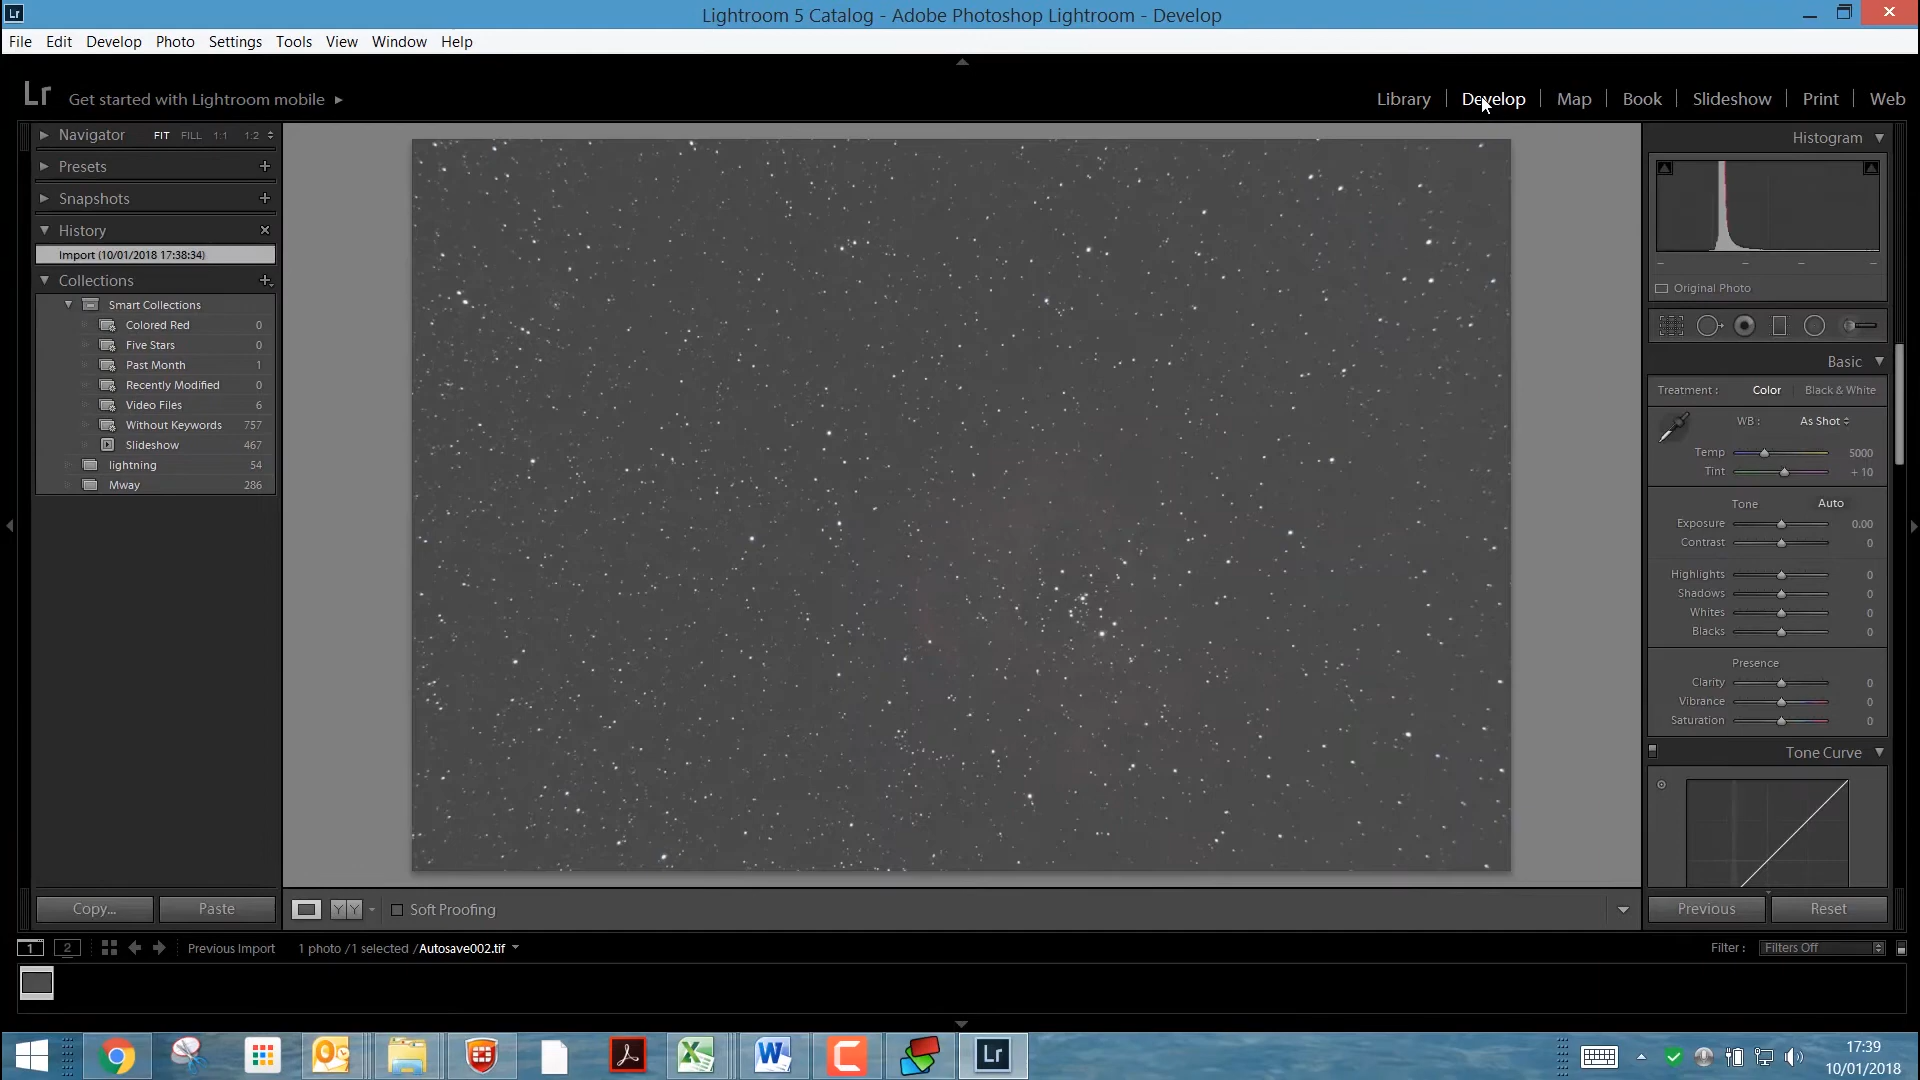 Lr
Lightroom 5 Catalog - Adobe Photoshop Lightroom - Develop
File Edit Develop Photo Settings Tools View Window Help
Lr Get started with Lightroom mobile
Library Develop Map Book Slideshow Print Web
Navigator FIT FILL 1:1 1:2
Presets
Snapshots
History
Import (10/01/2018 17:38:34)
Collections
Smart Collections
Colored Red 0
Five Stars 0
Past Month 1
Recently Modified 0
Video Files 6
Without Keywords 757
Slideshow 467
lightning 54
Mway 286
Copy... Paste
Histogram
Original Photo
Basic
Treatment : Color Black & White
WB : As Shot
Temp 5000
Tint + 10
Tone Auto
Exposure 0.00
Contrast 0
Highlights 0
Shadows 0
Whites 0
Blacks 0
Presence
Clarity 0
Vibrance 0
Saturation 0
Tone Curve
Previous Reset
YY Soft Proofing
1 2 Previous Import 1 photo /1 selected /Autosave002.tif
Filter : Filters Off
Lr
17:39
10/01/2018